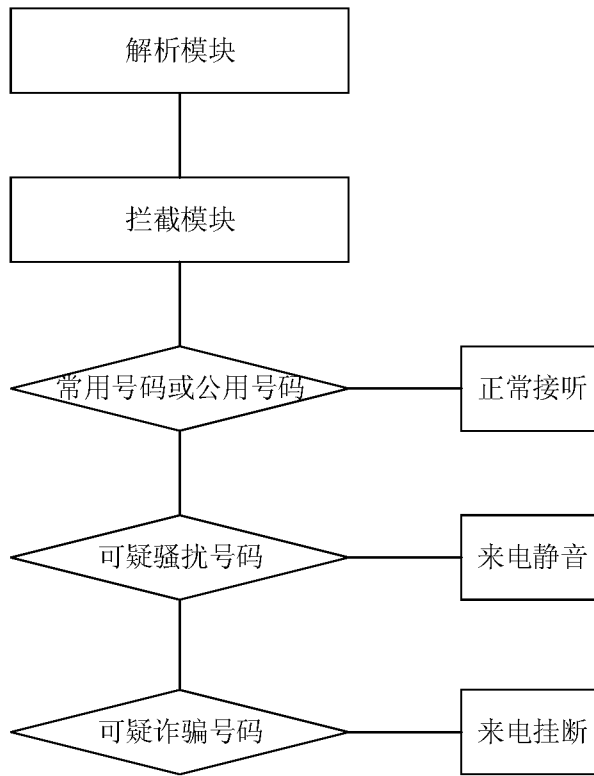 解析模块
拦截模块
常用号码或公用号码
正常接听
可疑骚扰号码
来电静音
可疑诈骗号码
来电挂断